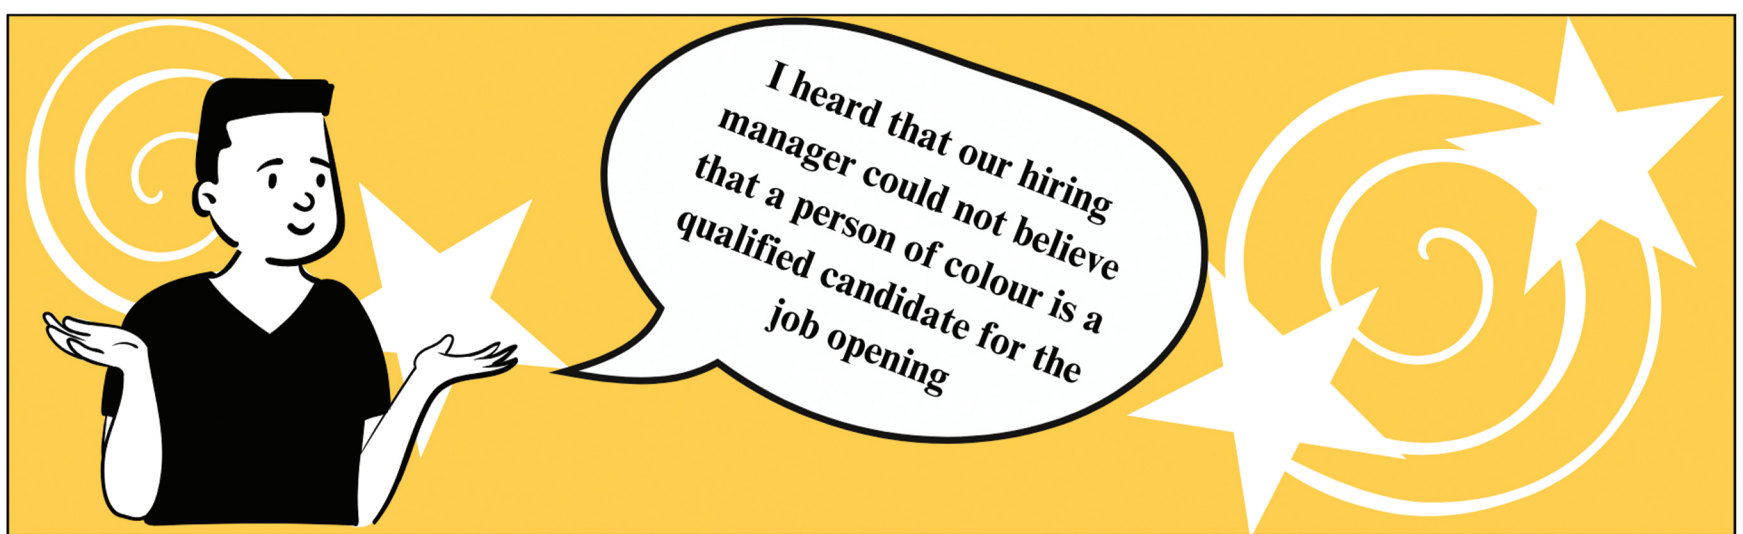 I heard that our hiring
manager could not believe
that a person of colour is a
qualified candidate for the
job opening